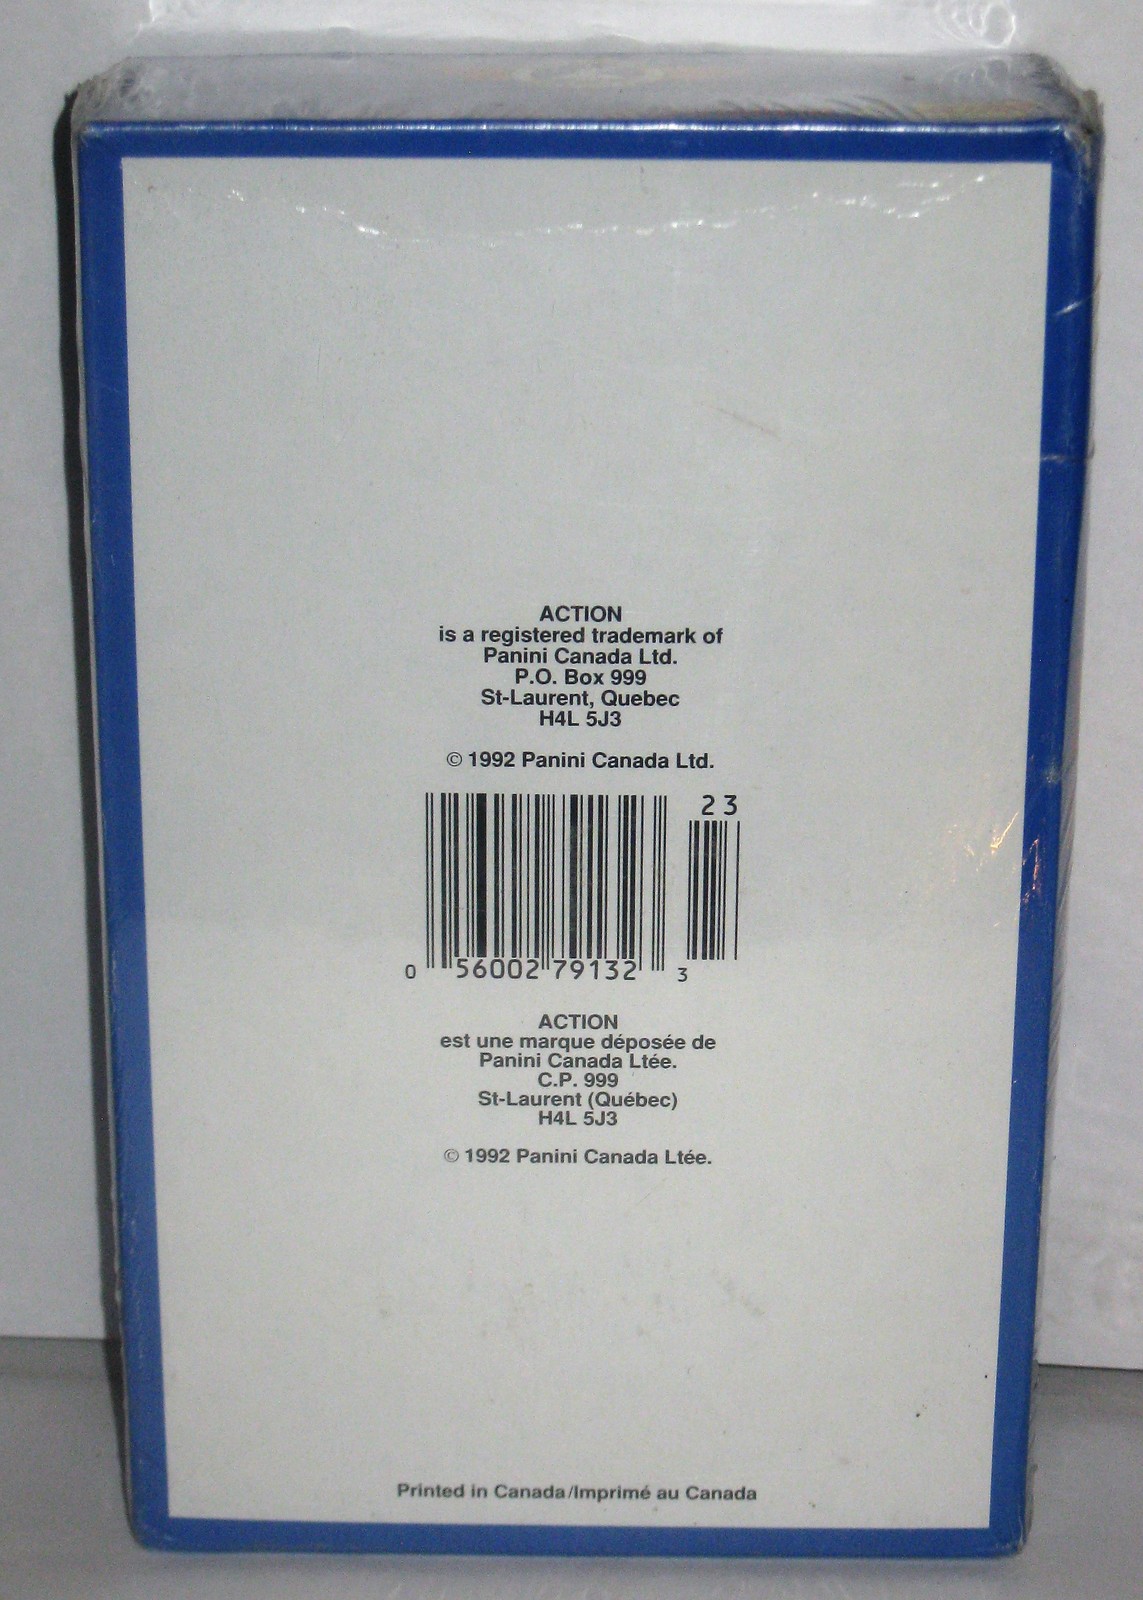 ACTION
is a registered trademark of
Panini Canada Ltd.
P.O. Box 999
St-Laurent, Quebec
H4L 5J3
© 1992 Panini Canada Ltd.
23
0 56002 79132 3
ACTION
est une marque déposée de
Panini Canada Ltée.
C.P. 999
St-Laurent (Québec)
H4L 5J3
© 1992 Panini Canada Ltée.
Printed in Canada/Imprimé au Canada